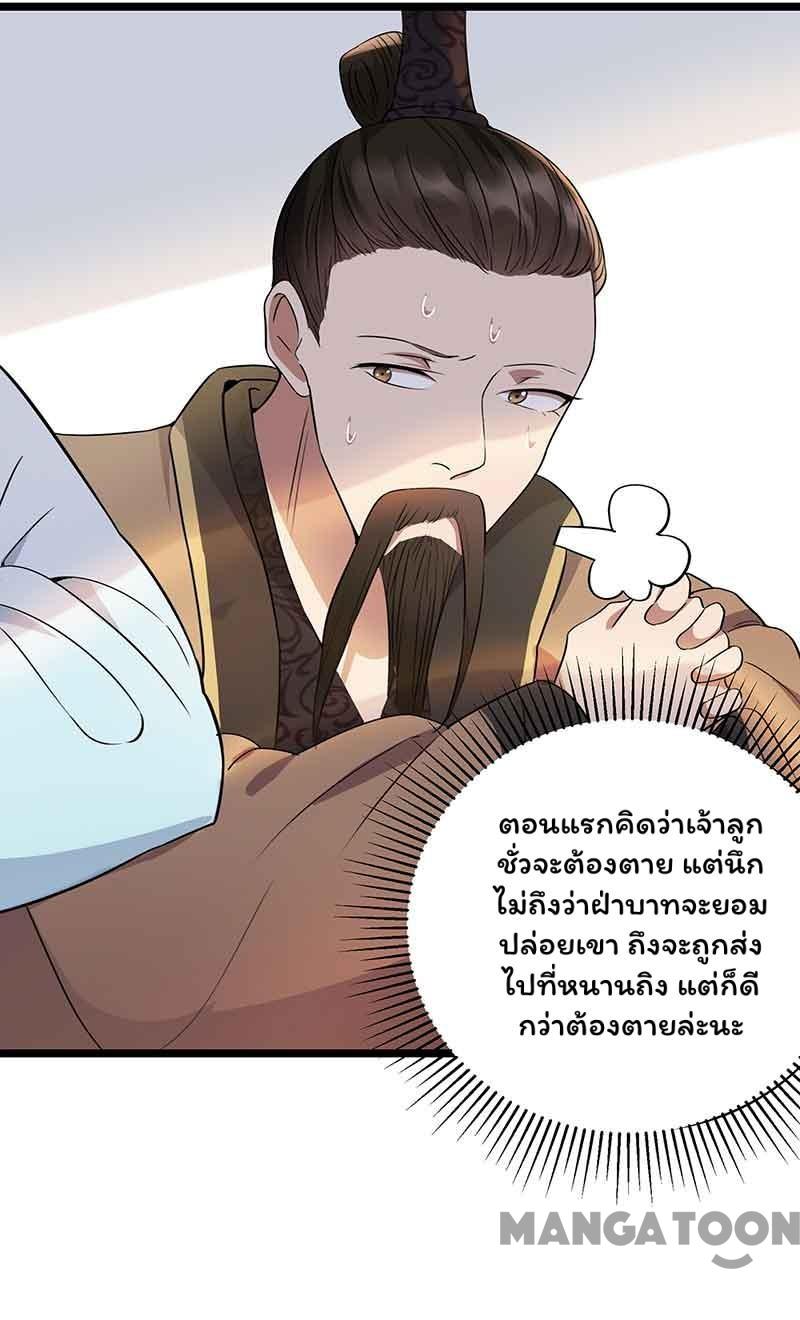 ตอนแรกคิดว่าเจ้าลูก
ชั่วจะต้องตาย แต่นึก
ไม่ถึงว่าฝ่าบาทจะยอม
ปล่อยเขา ถึงจะถูกส่ง
ไปที่หนานถิง แต่ก็ดี
กว่าต้องตายล่ะนะ
MANGATOON